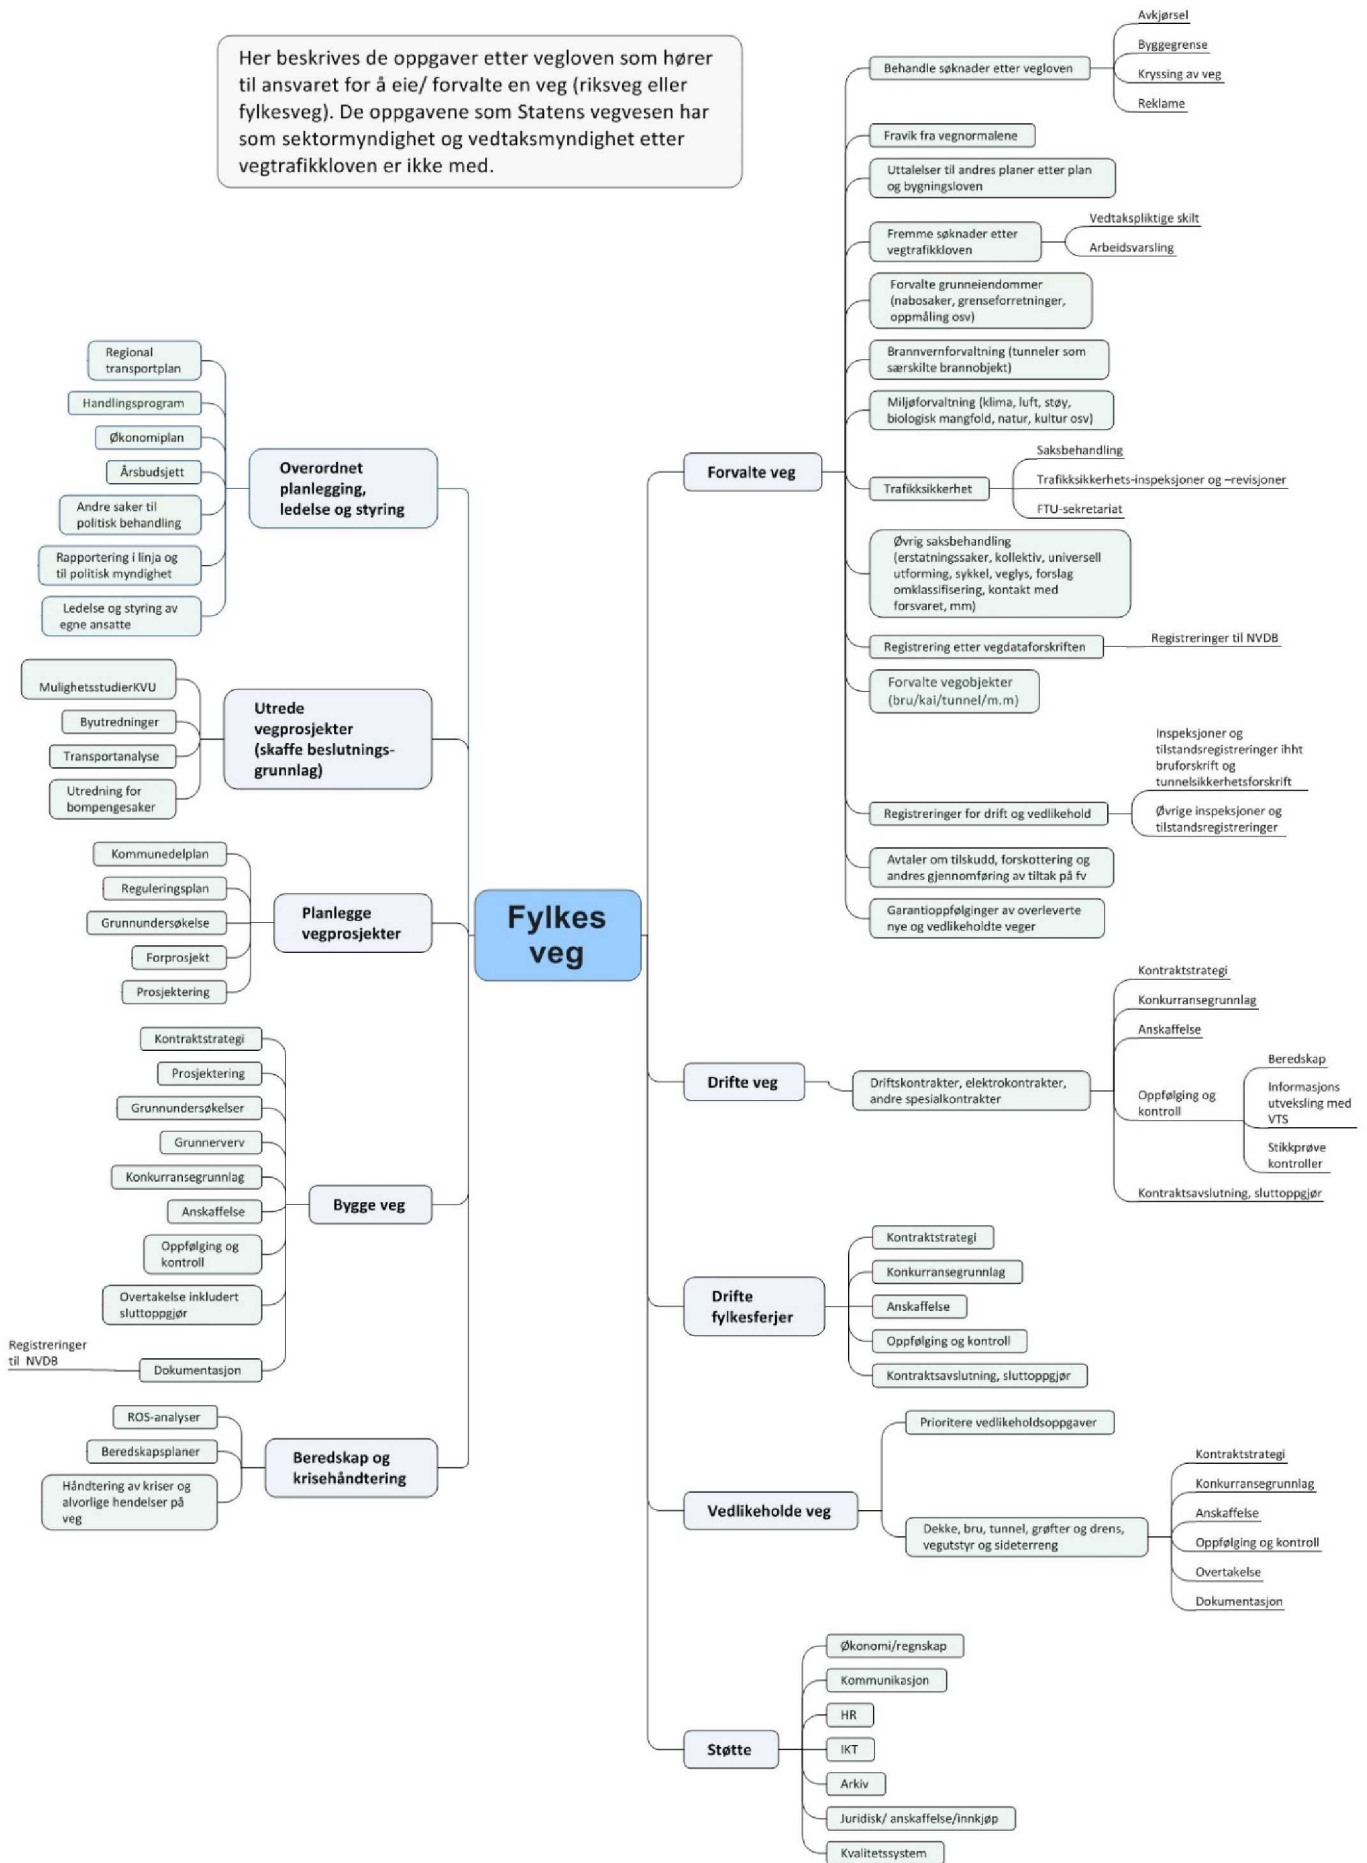 Her beskrives de oppgaver etter vegloven som hører
til ansvaret for å eie/ forvalte en veg (riksveg eller
fylkesveg). De oppgavene som Statens vegvesen har
som sektormyndighet og vedtaksmyndighet etter
vegtrafikkloven er ikke med.
Fylkes
veg
Overordnet
planlegging,
ledelse og styring
Regional
transportplan
Handlingsprogram
Økonomiplan
Årsbudsjett
Andre saker til
politisk behandling
Rapportering i linja og
til politisk myndighet
Ledelse og styring av
egne ansatte
Utrede
vegprosjekter
(skaffe beslutnings-
grunnlag)
MulighetsstudierKVU
Byutredninger
Transportanalyse
Utredning for
bompengesaker
Planlegge
vegprosjekter
Kommunedelplan
Reguleringsplan
Grunnundersøkelse
Forprosjekt
Prosjektering
Bygge veg
Kontraktstrategi
Prosjektering
Grunnundersøkelser
Grunnerverv
Konkurransegrunnlag
Anskaffelse
Oppfølging og
kontroll
Overtakelse inkludert
sluttoppgjør
Dokumentasjon
Registreringer
til NVDB
Beredskap og
krisehåndtering
ROS-analyser
Beredskapsplaner
Håndtering av kriser og
alvorlige hendelser på
veg
Forvalte veg
Behandle søknader etter vegloven
Avkjørsel
Byggegrense
Kryssing av veg
Reklame
Fravik fra vegnormalene
Uttalelser til andres planer etter plan
og bygningsloven
Fremme søknader etter
vegtrafikkloven
Vedtakspliktige skilt
Arbeidsvarsling
Forvalte grunneiendommer
(nabosaker, grenseforretninger,
oppmåling osv)
Brannvernforvaltning (tunneler som
særskilte brannobjekt)
Miljøforvaltning (klima, luft, støy,
biologisk mangfold, natur, kultur osv)
Trafikksikkerhet
Saksbehandling
Trafikksikkerhets-inspeksjoner og –revisjoner
FTU-sekretariat
Øvrig saksbehandling
(erstatningssaker, kollektiv, universell
utforming, sykkel, veglys, forslag
omklassifisering, kontakt med
forsvaret, mm)
Registrering etter vegdataforskriften
Registreringer til NVDB
Forvalte vegobjekter
(bru/kai/tunnel/m.m)
Registreringer for drift og vedlikehold
Inspeksjoner og
tilstandsregistreringer ihht
bruforskrift og
tunnelsikkerhetsforskrift
Øvrige inspeksjoner og
tilstandsregistreringer
Avtaler om tilskudd, forskottering og
andres gjennomføring av tiltak på fv
Garantioppfølginger av overleverte
nye og vedlikeholdte veger
Drifte veg
Driftskontrakter, elektrokontrakter,
andre spesialkontrakter
Kontraktstrategi
Konkurransegrunnlag
Anskaffelse
Oppfølging og
kontroll
Beredskap
Informasjons
utveksling med
VTS
Stikkprøve
kontroller
Kontraktsavslutning, sluttoppgjør
Drifte
fylkesferjer
Kontraktstrategi
Konkurransegrunnlag
Anskaffelse
Oppfølging og kontroll
Kontraktsavslutning, sluttoppgjør
Vedlikeholde veg
Prioritere vedlikeholdsoppgaver
Dekke, bru, tunnel, grøfter og drens,
vegutstyr og sideterreng
Kontraktstrategi
Konkurransegrunnlag
Anskaffelse
Oppfølging og kontroll
Overtakelse
Dokumentasjon
Støtte
Økonomi/regnskap
Kommunikasjon
HR
IKT
Arkiv
Juridisk/ anskaffelse/innkjøp
Kvalitetssystem